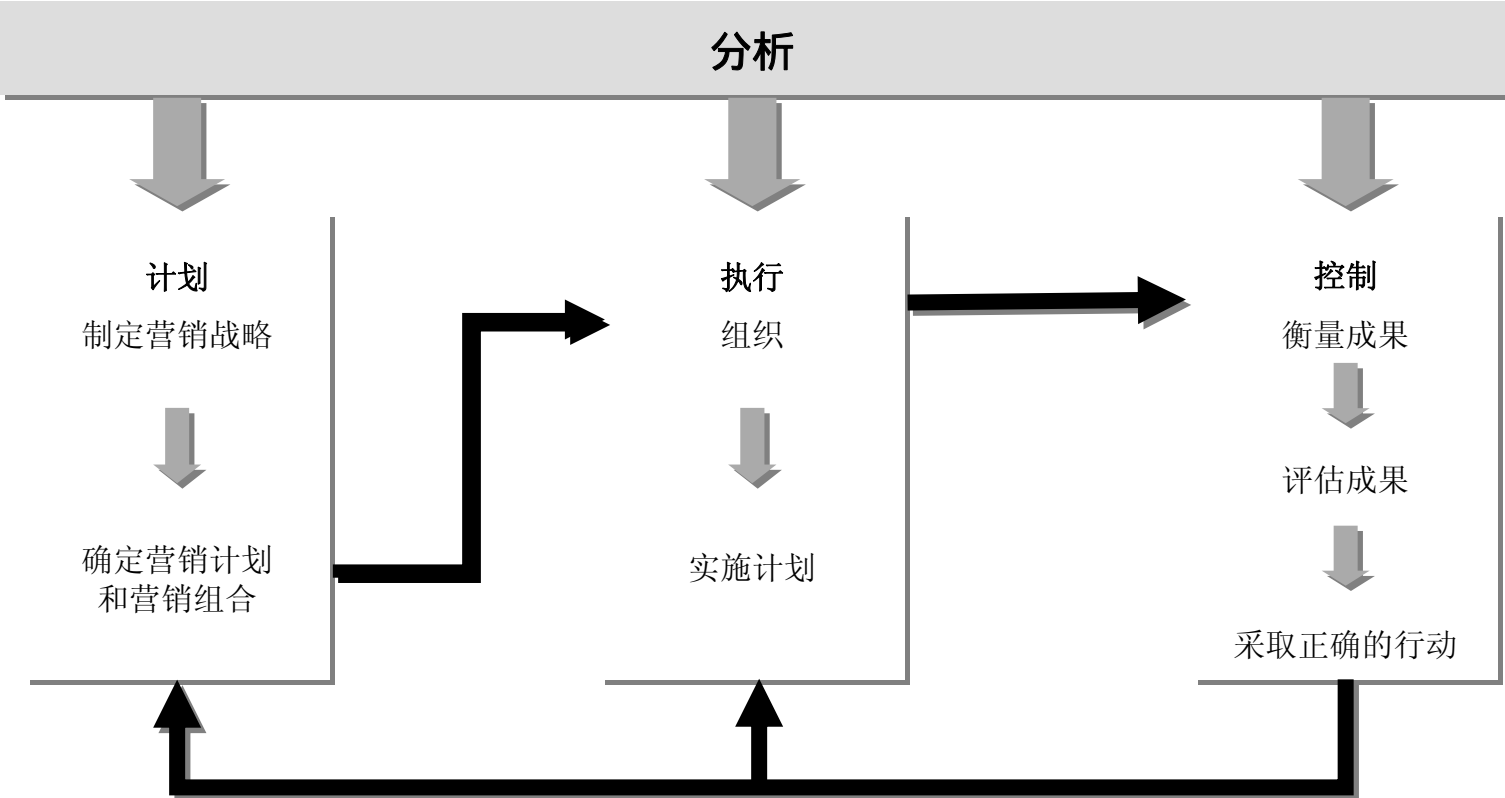 分析
计划
制定营销战略
确定营销计划
和营销组合
执行
组织
实施计划
控制
衡量成果
评估成果
采取正确的行动